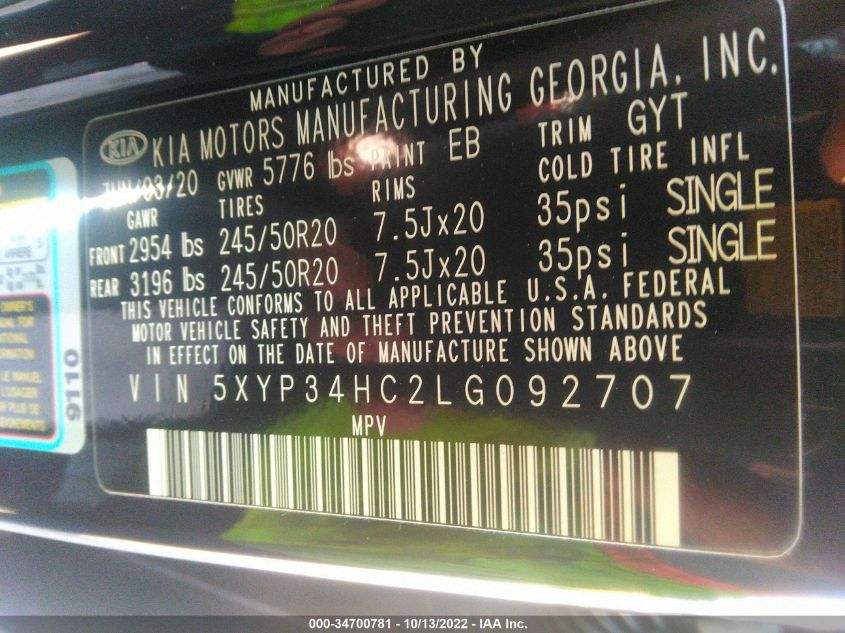 MANUFACTURED BY
KIA KIA MOTORS MANUFACTURING GEORGIA, INC.
JUN/03/20 GVWR 5776 lbs PAINT EB TRIM GYT
GAWR TIRES RIMS COLD TIRE INFL
FRONT 2954 lbs 245/50R20 7.5Jx20 35psi SINGLE
REAR 3196 lbs 245/50R20 7.5Jx20 35psi SINGLE
THIS VEHICLE CONFORMS TO ALL APPLICABLE U.S.A. FEDERAL
MOTOR VEHICLE SAFETY AND THEFT PREVENTION STANDARDS
IN EFFECT ON THE DATE OF MANUFACTURE SHOWN ABOVE
VIN 5XYP34HC2LG092707
MPV
9110
000-34700781 - 10/13/2022 - IAA Inc.